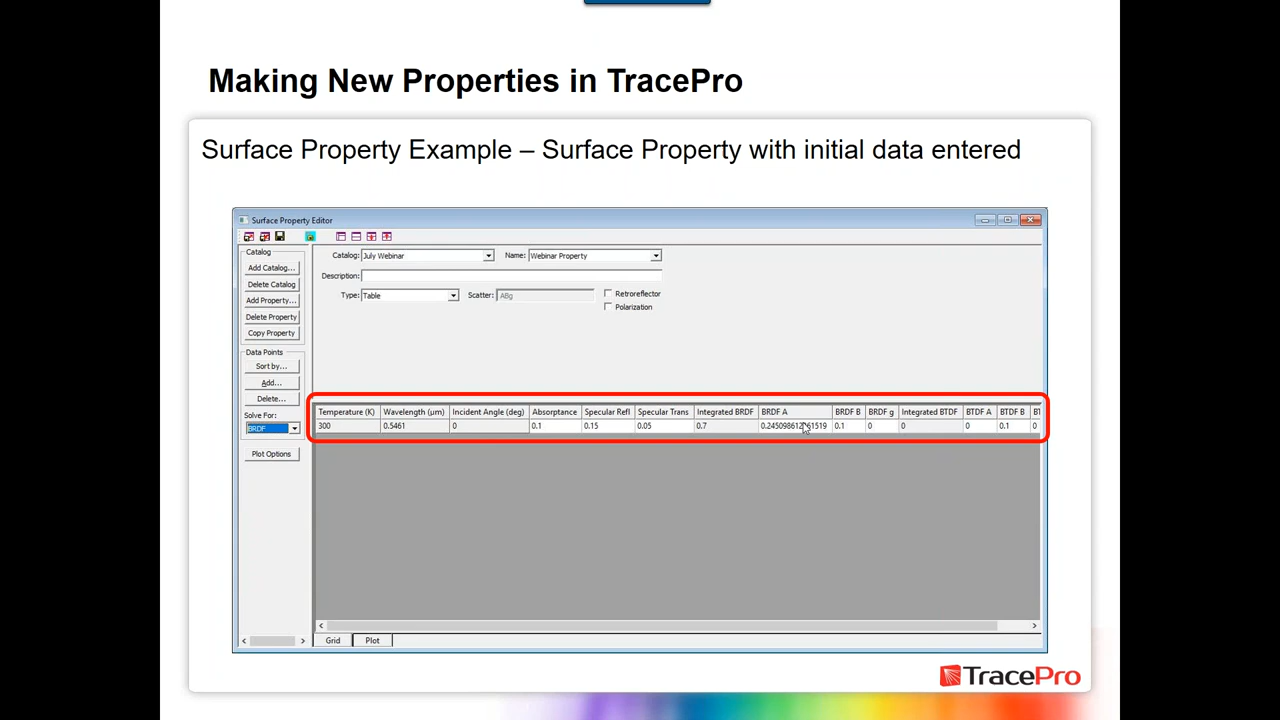 Making New Properties in TracePro
Surface Property Example – Surface Property with initial data entered
Surface Property Editor
Catalog
Add Catalog...
Delete Catalog
Add Property...
Delete Property
Copy Property
Data Points
Sort by...
Add...
Delete...
Solve For:
BRDF
Plot Options
Catalog: July Webinar Name: Webinar Property
Description:
Type: Table Scatter: ABg
Retroreflector
Polarization
Temperature (K) Wavelength (µm) Incident Angle (deg) Absorptance Specular Refl Specular Trans Integrated BRDF BRDF A BRDF B BRDF g Integrated BTDF BTDF A BTDF B BT
300 0.5461 0 0.1 0.15 0.05 0.7 0.1 0 0 0 0.1 0
Grid Plot
TracePro